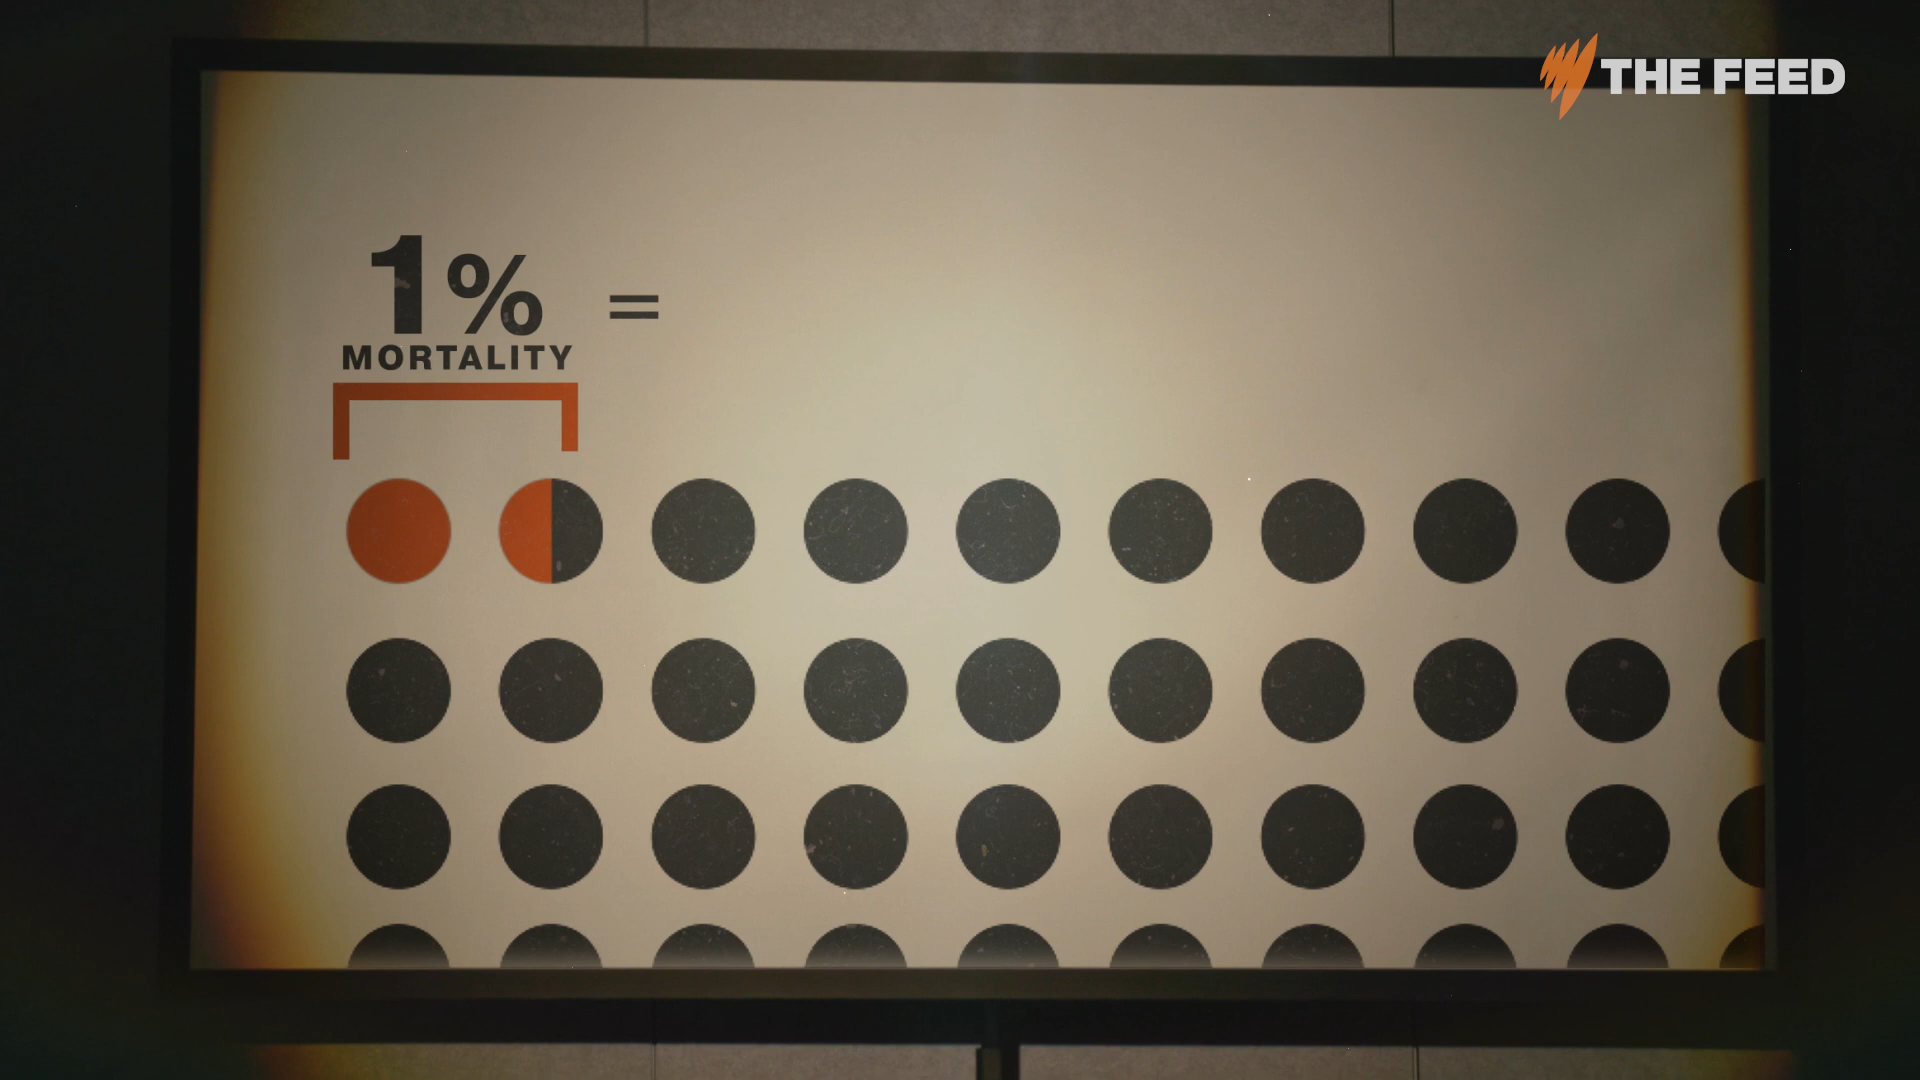 THE FEED
1% =
MORTALITY